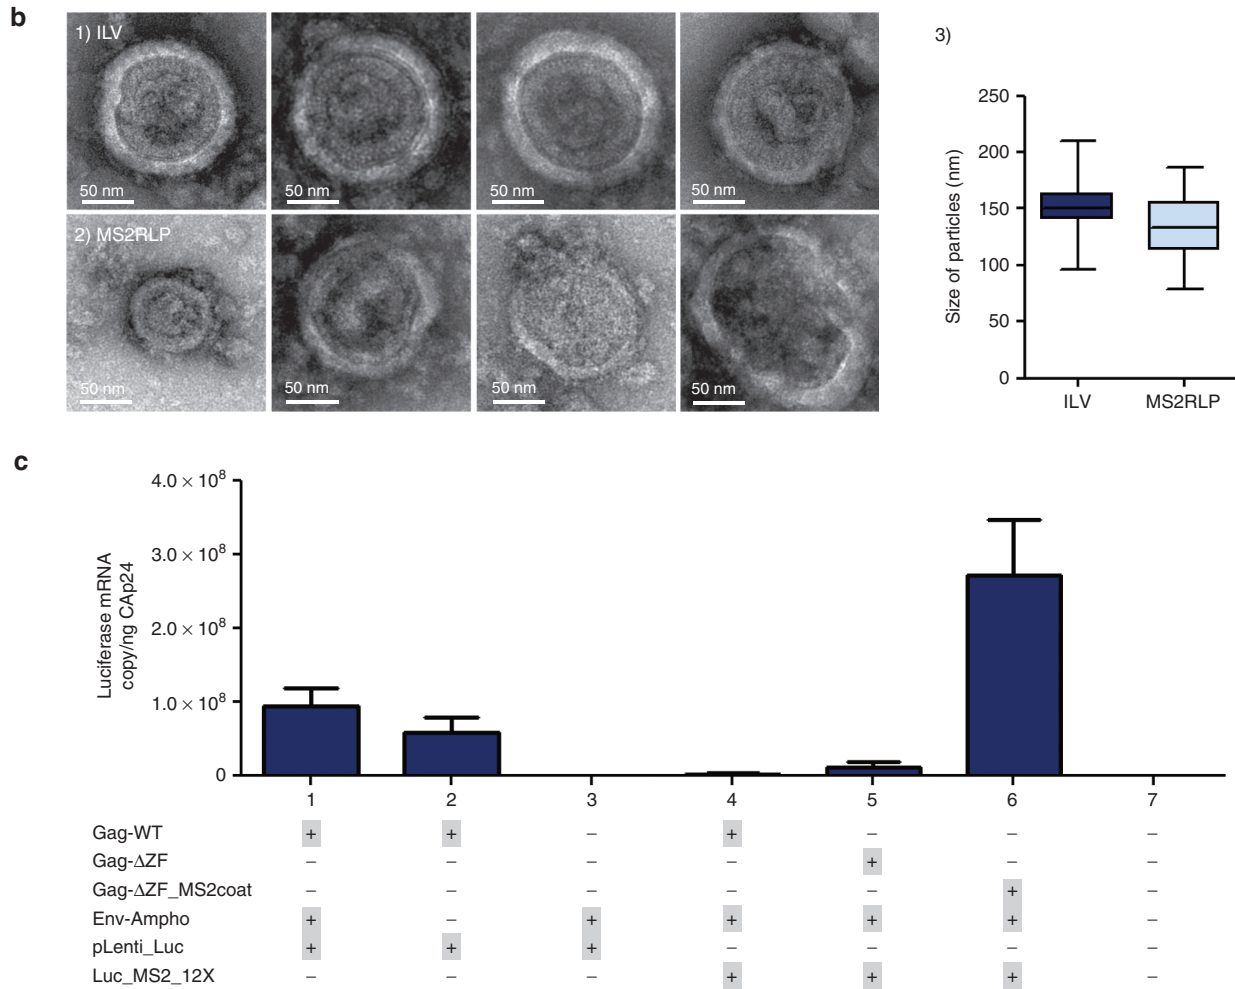 b
1) ILV
50 nm
50 nm
50 nm
50 nm
2) MS2RLP
50 nm
50 nm
50 nm
50 nm
3)
Size of particles (nm)
250
200
150
100
50
0
ILV MS2RLP
c
Luciferase mRNA
copy/ng CAp24
4.0 × 10⁸
3.0 × 10⁸
2.0 × 10⁸
1.0 × 10⁸
0
1 2 3 4 5 6 7
Gag-WT + + – + – – –
Gag-ΔZF – – – – + – –
Gag-ΔZF_MS2coat – – – – – + –
Env-Ampho + – + + + + –
pLenti_Luc + + + – – – –
Luc_MS2_12X – – – + + + –